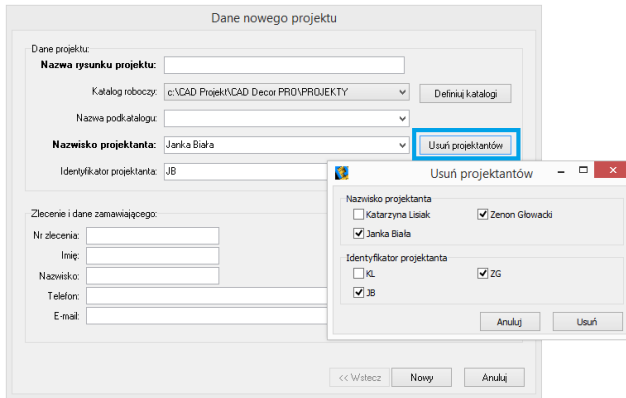 Dane nowego projektu
Dane projektu:
Nazwa rysunku projektu:
Katalog roboczy: c:\CAD Projekt\CAD Decor PRO\PROJEKTY Definiuj katalogi
Nazwa podkatalogu:
Nazwisko projektanta: Janka Biała Usuń projektantów
Identyfikator projektanta: JB
Usuń projektantów
Nazwisko projektanta
Katarzyna Lisiak Zenon Głowacki
Janka Biała
Identyfikator projektanta
KL ZG
JB
Anuluj Usuń
Zlecenie i dane zamawiającego:
Nr zlecenia:
Imię:
Nazwisko:
Telefon:
E-mail:
<< Wstecz Nowy Anuluj